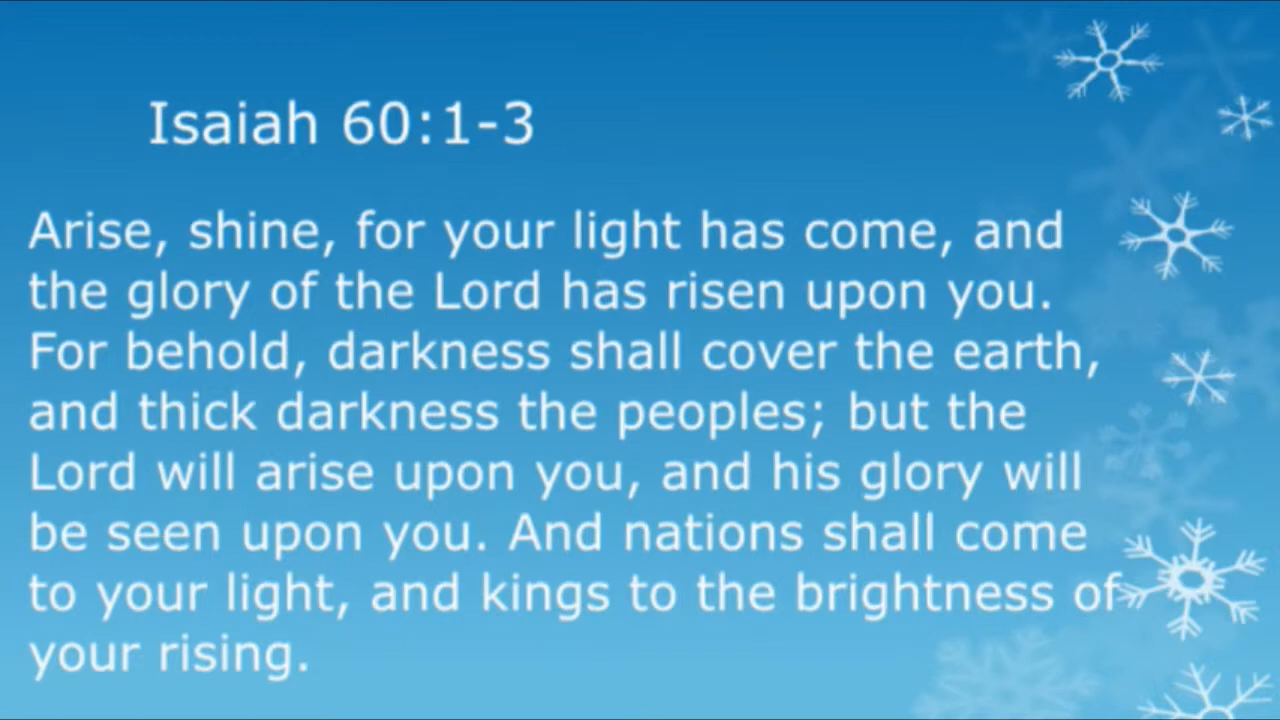 Isaiah 60:1-3
Arise, shine, for your light has come, and
the glory of the Lord has risen upon you.
For behold, darkness shall cover the earth,
and thick darkness the peoples; but the
Lord will arise upon you, and his glory will
be seen upon you. And nations shall come
to your light, and kings to the brightness of
your rising.